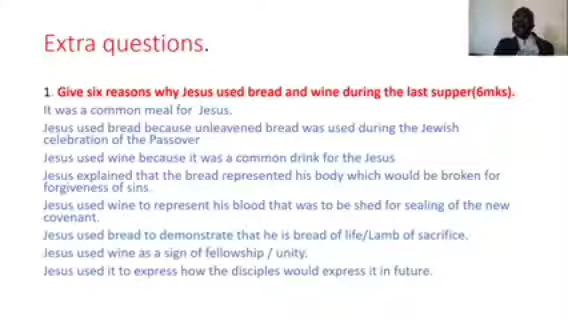 Extra questions.
1. Give six reasons why Jesus used bread and wine during the last supper(6mks).
It was a common meal for  Jesus.
Jesus used bread because unleavened bread was used during the Jewish
celebration of the Passover
Jesus used wine because it was a common drink for the Jesus
Jesus explained that the bread represented his body which would be broken for
forgiveness of sins.
Jesus used wine to represent his blood that was to be shed for sealing of the new
covenant.
Jesus used bread to demonstrate that he is bread of life/Lamb of sacrifice.
Jesus used wine as a sign of fellowship / unity.
Jesus used it to express how the disciples would express it in future.